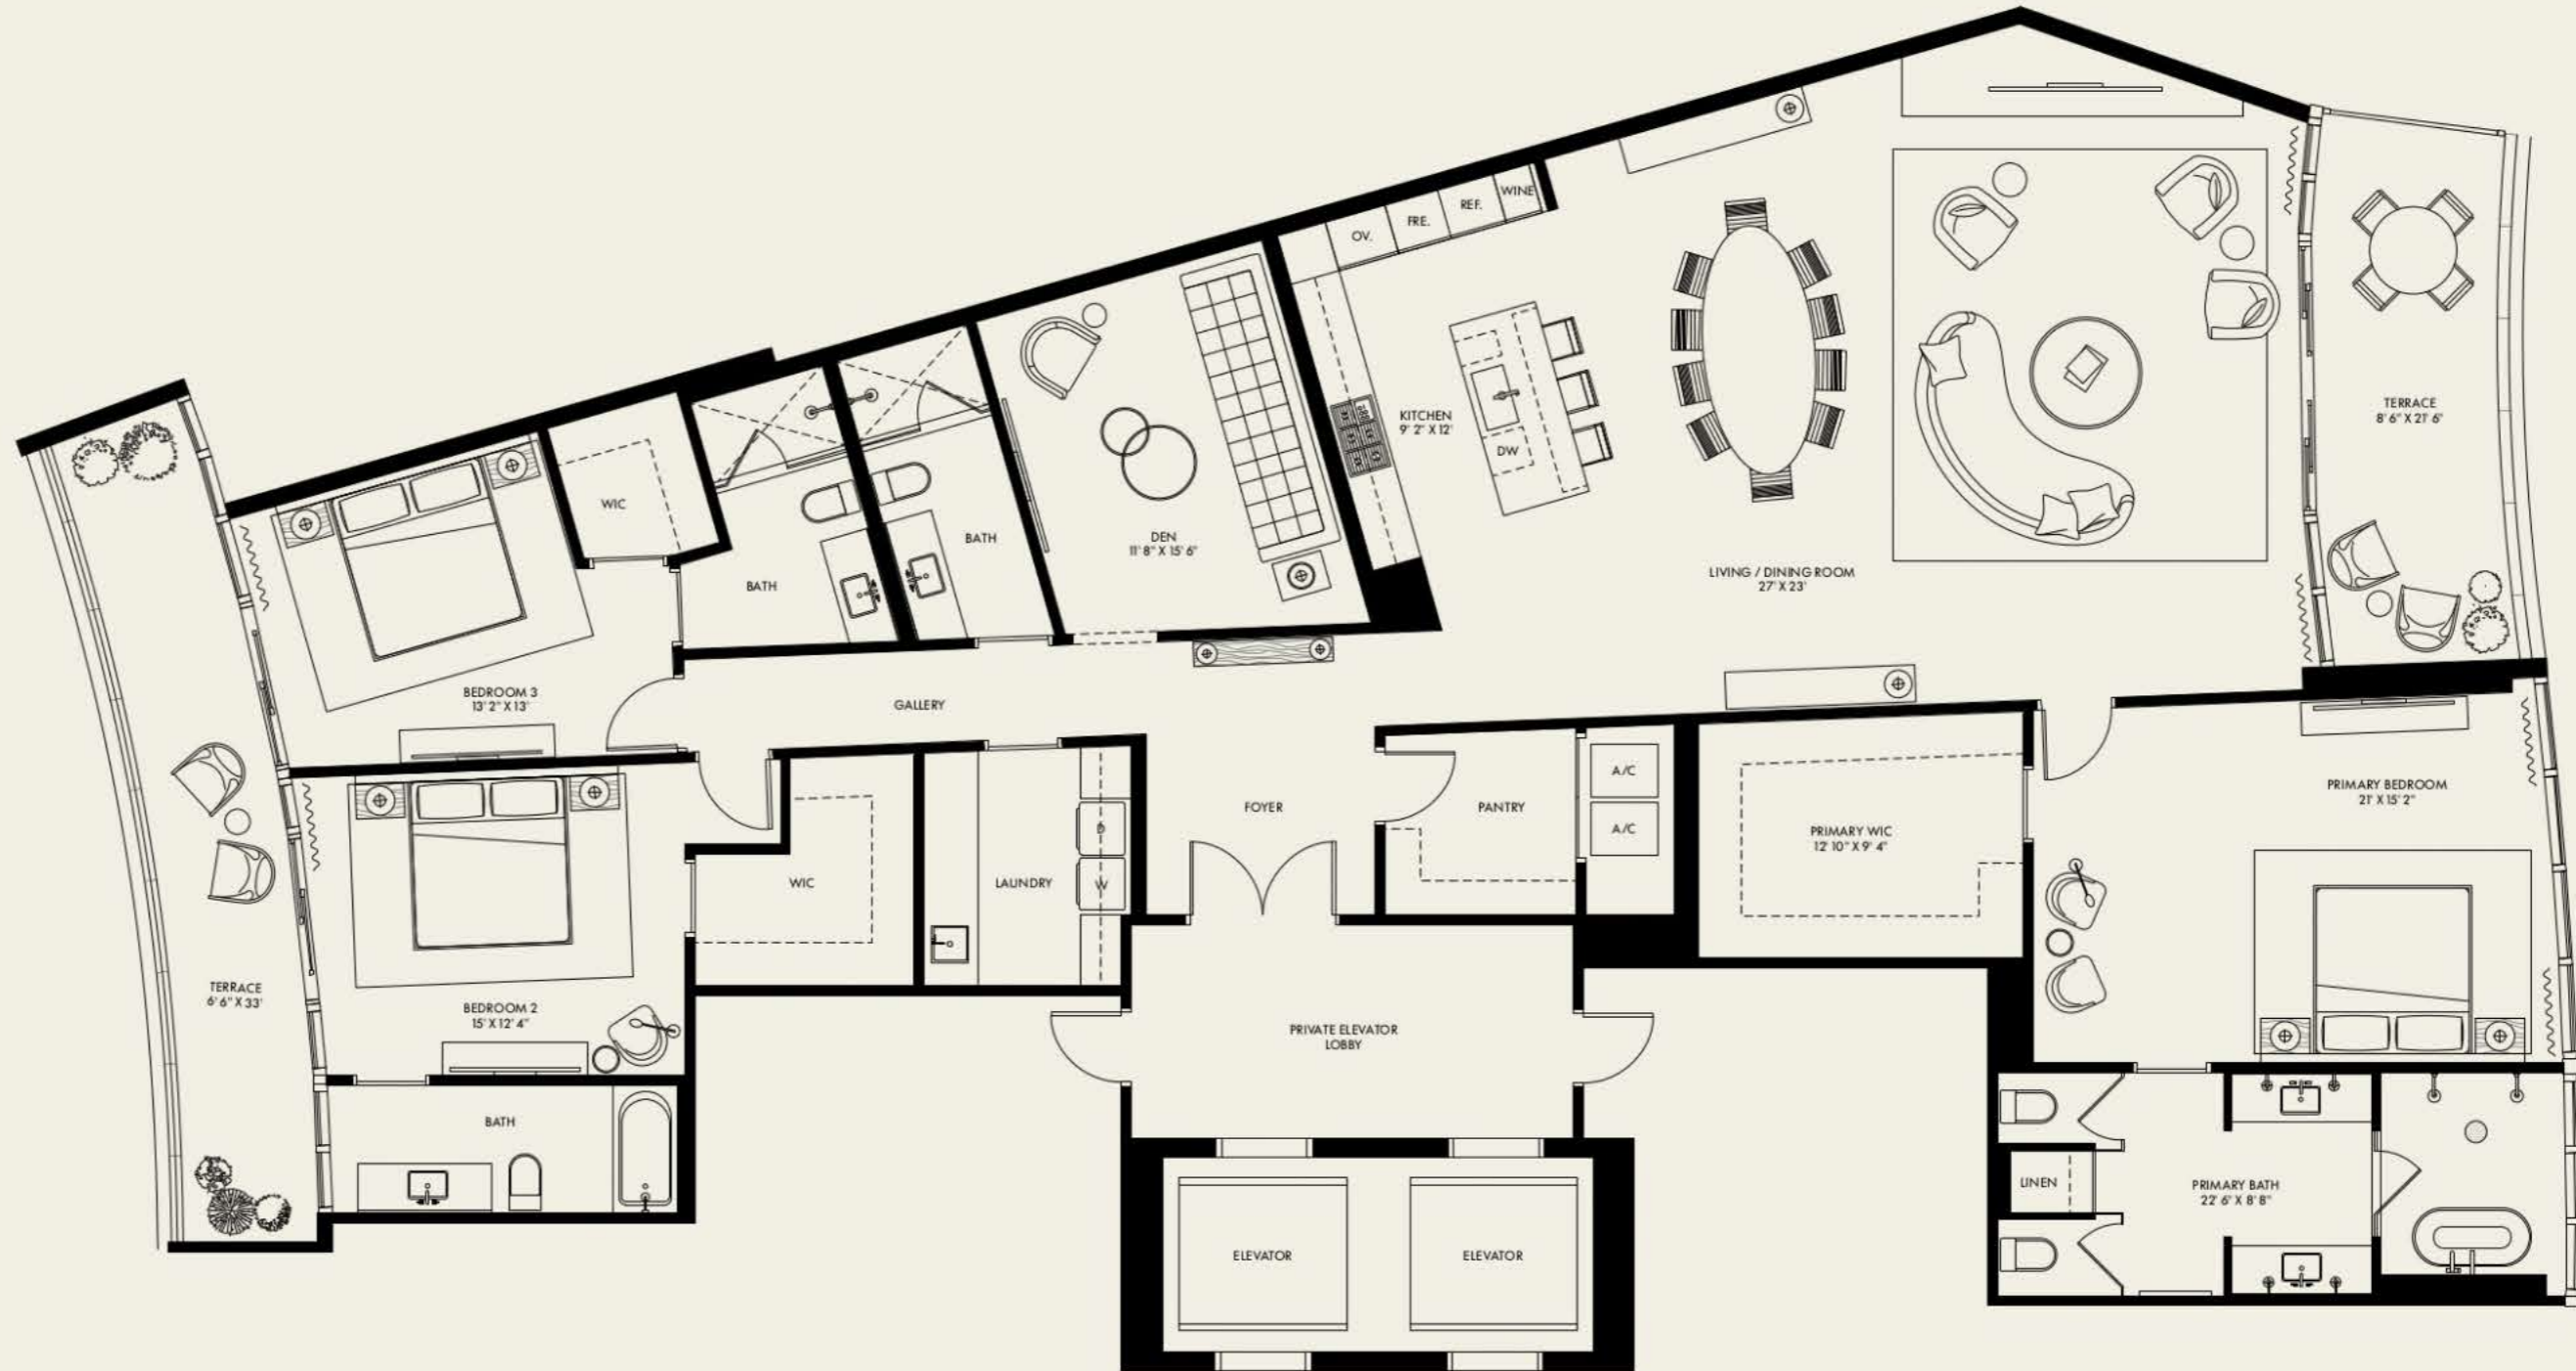 WINE
REF.
FRE.
OV.
KITCHEN
9' 2" X 12'
DW
TERRACE
8' 6" X 21' 6"
WIC
BATH
BATH
DEN
11' 8" X 15' 6"
LIVING / DINING ROOM
27' X 23'
BEDROOM 3
13' 2" X 13'
GALLERY
A/C
A/C
FOYER
PANTRY
PRIMARY WIC
12' 10" X 9' 4"
PRIMARY BEDROOM
21' X 15' 2"
D
W
WIC
LAUNDRY
TERRACE
6' 6" X 33'
BEDROOM 2
15' X 12' 4"
PRIVATE ELEVATOR
LOBBY
BATH
LINEN
PRIMARY BATH
22' 6" X 8' 8"
ELEVATOR
ELEVATOR